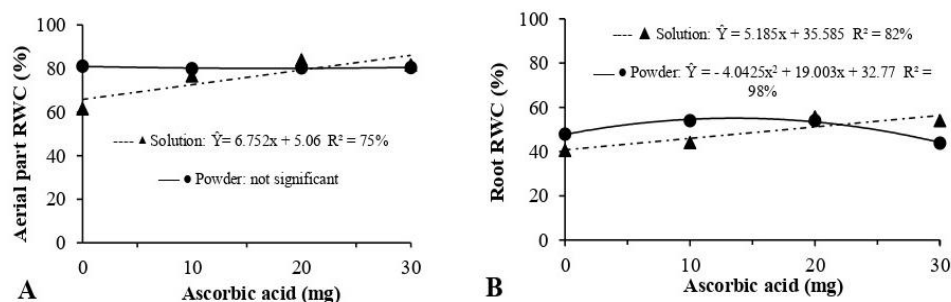 100
80
60
40
20
0
Aerial part RWC (%)
Solution: Ŷ= 6.752x + 5.06 R² = 75%
Powder: not significant
0 10 20 30
Ascorbic acid (mg)
A
100
80
60
40
20
0
Root RWC (%)
Solution: Ŷ = 5.185x + 35.585 R² = 82%
Powder: Ŷ = - 4.0425x² + 19.003x + 32.77 R² =
98%
0 10 20 30
Ascorbic acid (mg)
B